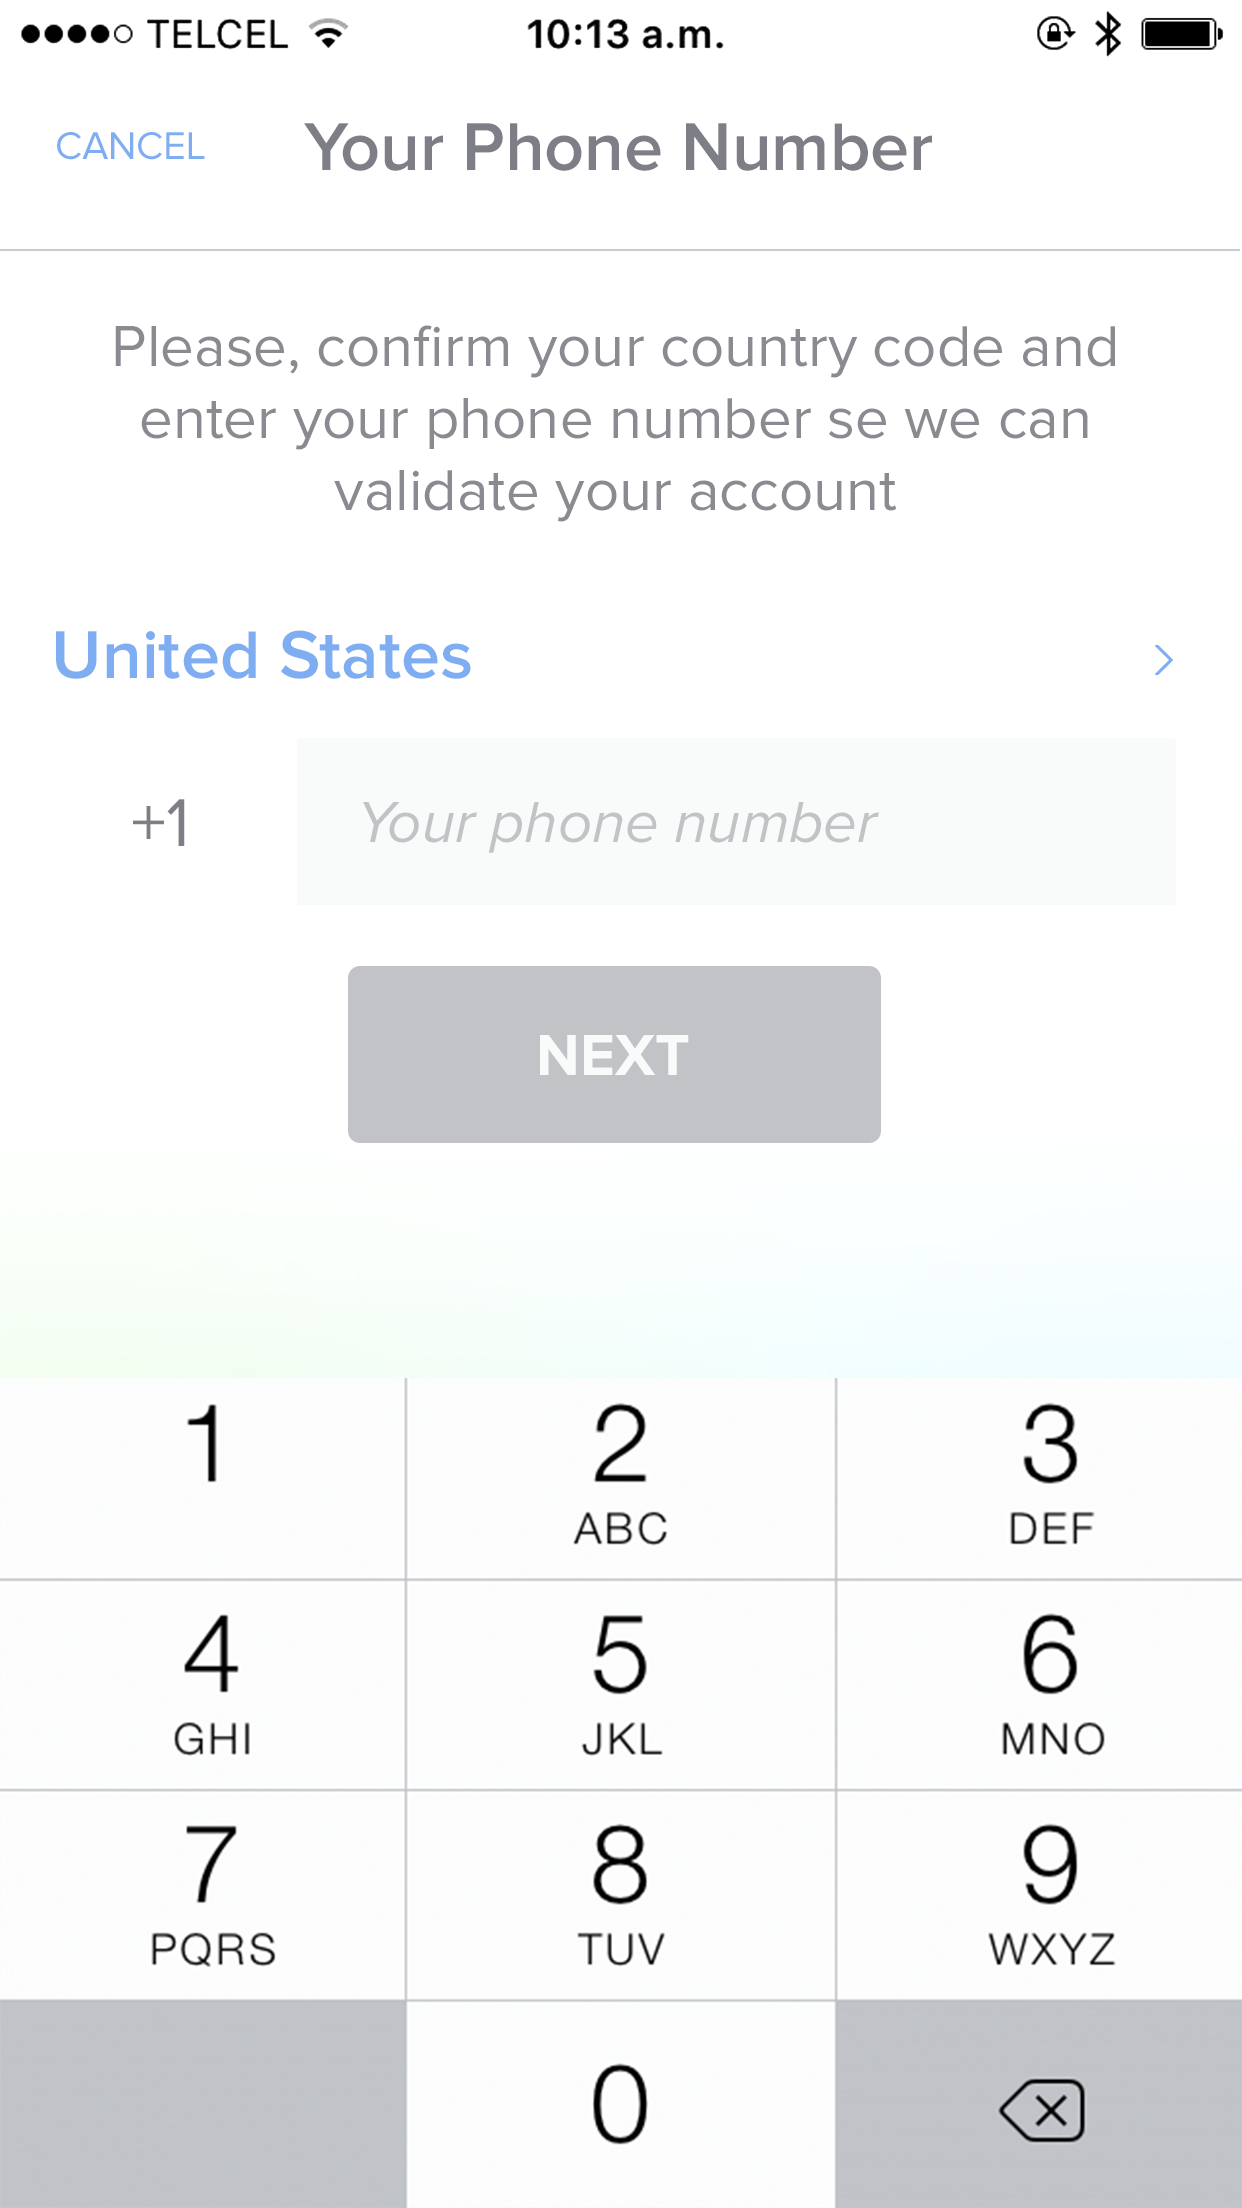 TELCEL 10:13 a.m.
CANCEL Your Phone Number
Please, confirm your country code and
enter your phone number se we can
validate your account
United States
+1 Your phone number
NEXT
1 2 3
ABC DEF
4 5 6
GHI JKL MNO
7 8 9
PQRS TUV WXYZ
0